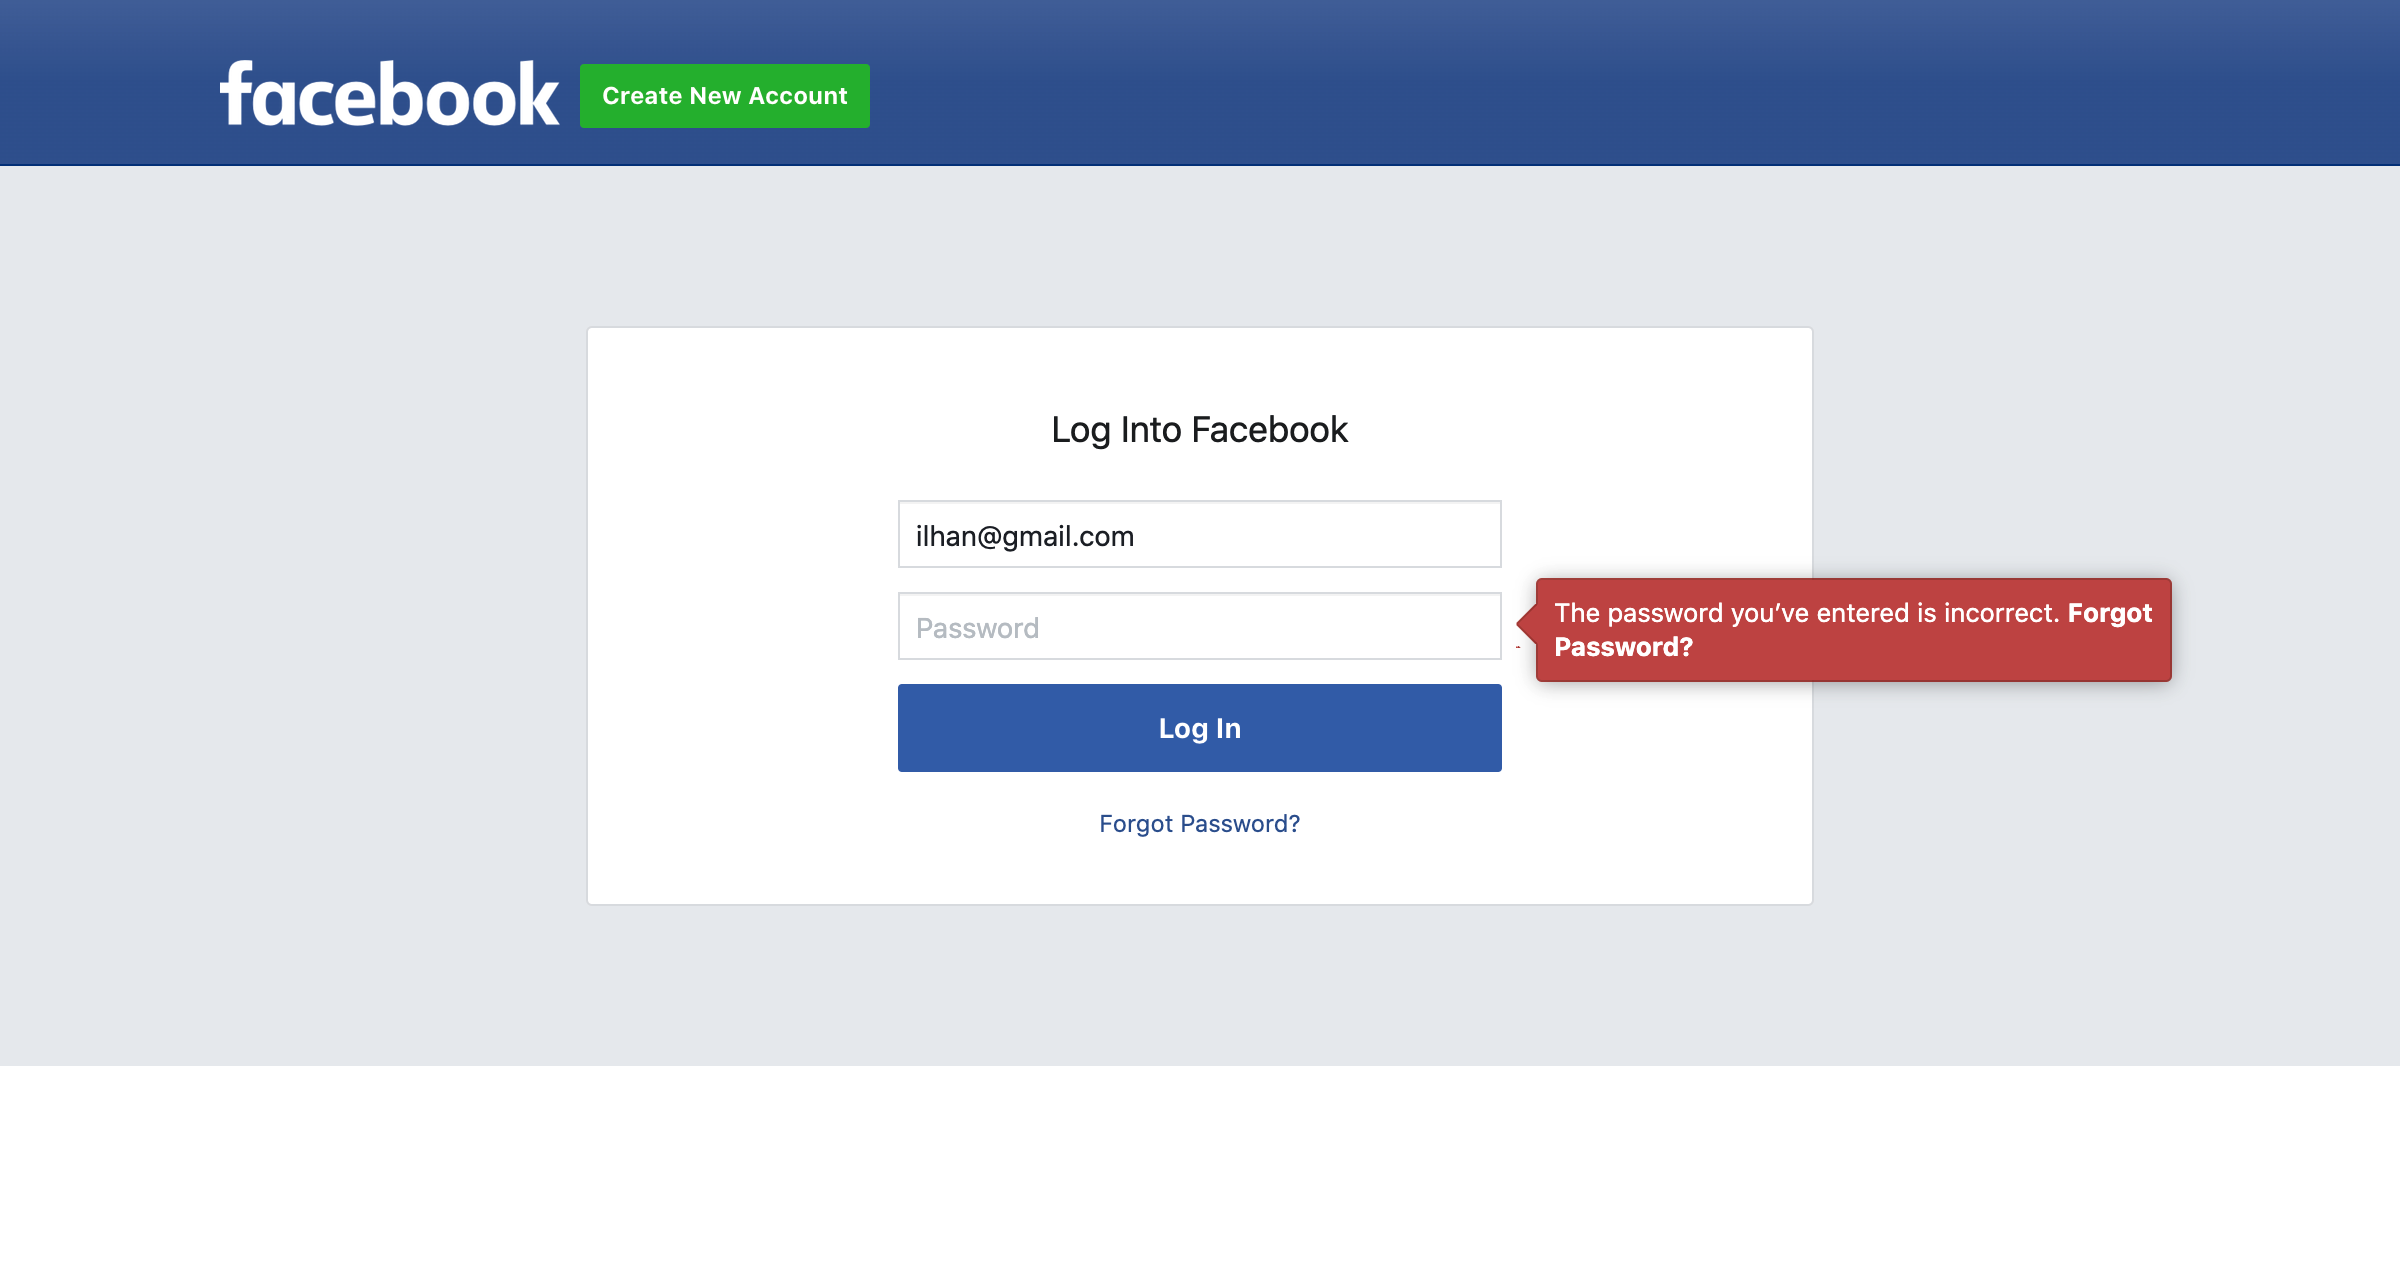 facebook
Create New Account
Log Into Facebook
ilhan@gmail.com
Password
The password you’ve entered is incorrect. Forgot
Password?
Log In
Forgot Password?